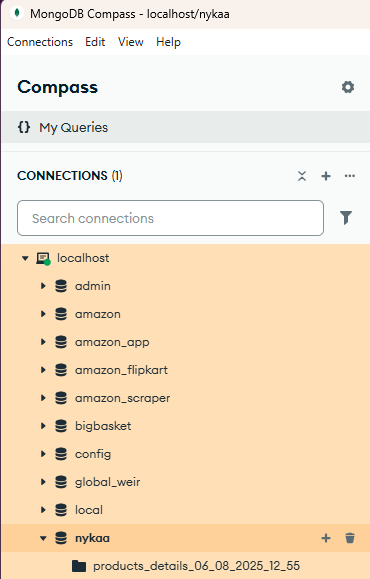 MongoDB Compass - localhost/nykaa
Connections Edit View Help
Compass
{} My Queries
CONNECTIONS (1)
Search connections
localhost
admin
amazon
amazon_app
amazon_flipkart
amazon_scraper
bigbasket
config
global_weir
local
nykaa
products_details_06_08_2025_12_55